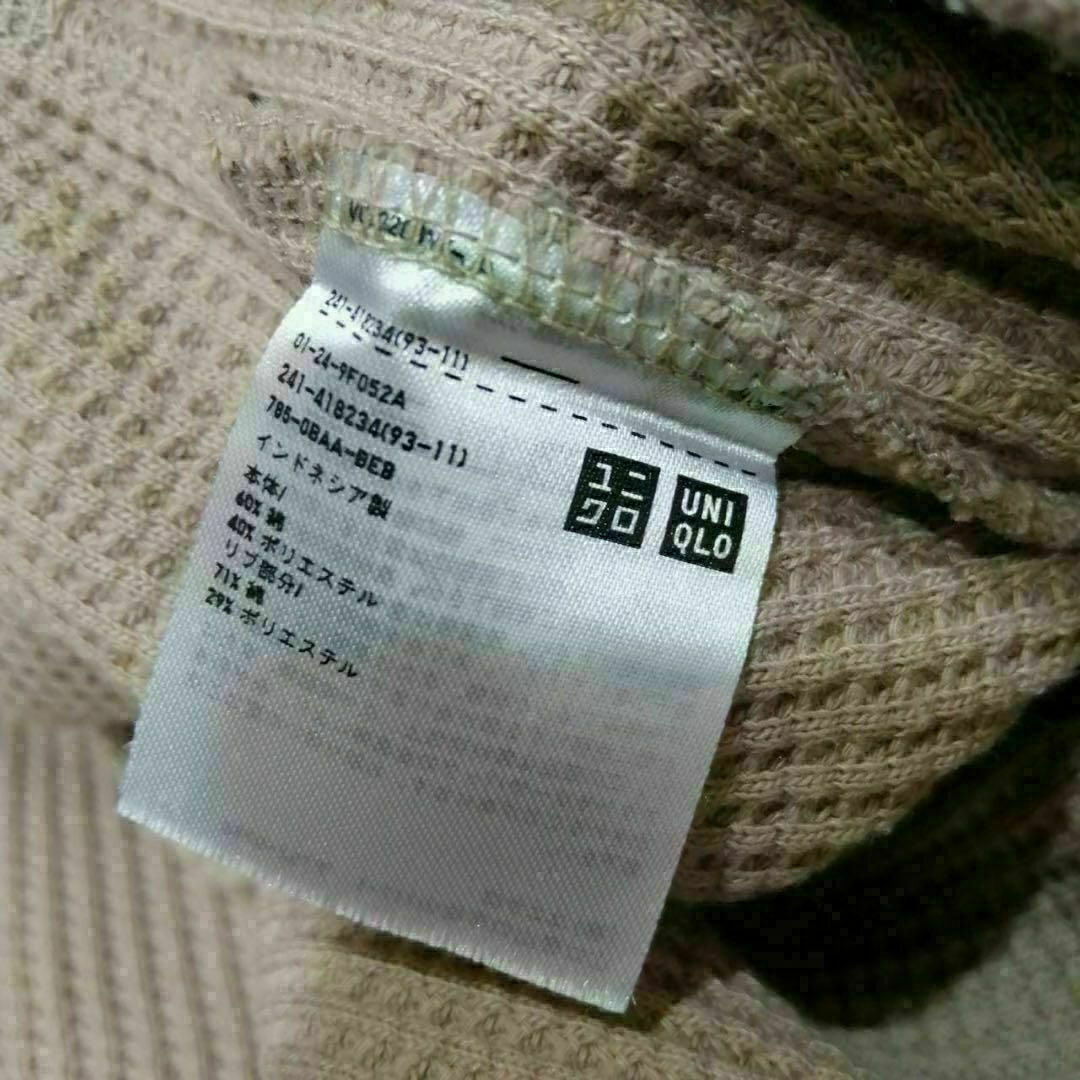 241-418234(93-11)
01-24-9F052A
241-418234(93-11)
785-0BAA-BEB
インドネシア製
本体/
60% 綿
40% ポリエステル
リブ部分/
71% 綿
29% ポリエステル
ユニ
クロ
UNI
QLO